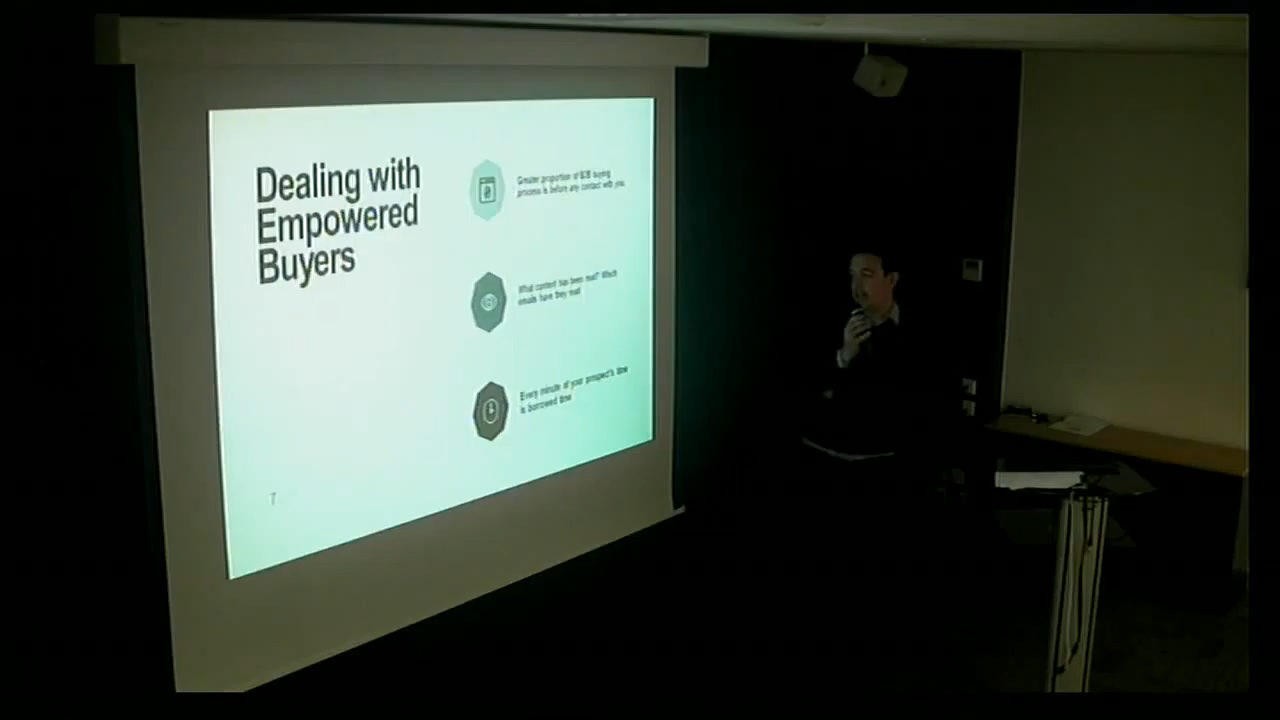 Dealing with
Empowered
Buyers
Greater proportion of B2B buying
process is before any contact with you.
What content has been read? Which
emails have they read
Every minute of your prospect's time
is borrowed time
7